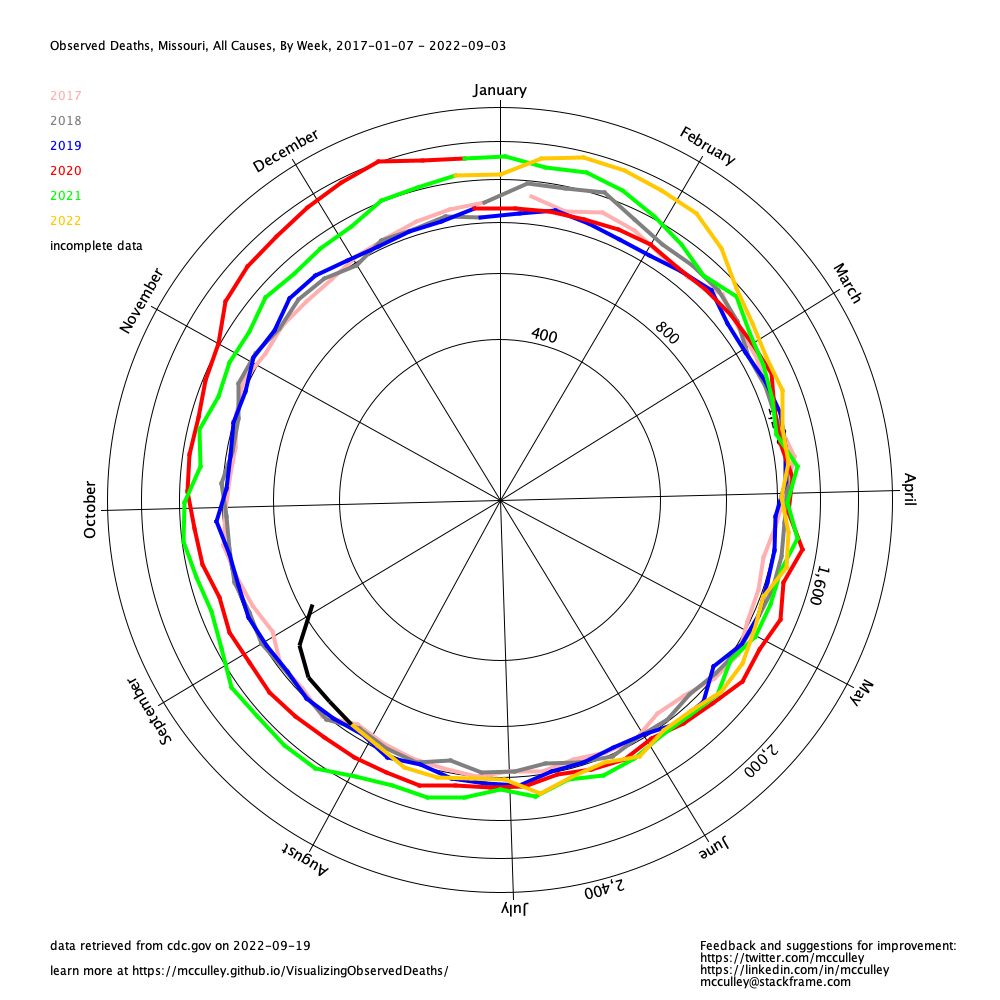 Observed Deaths, Missouri, All Causes, By Week, 2017-01-07 - 2022-09-03
January
2017
2018
2019
2020
2021
2022
incomplete data
December
February
November
March
400
800
October
April
1,600
September
May
2,000
August
June
2,400
July
data retrieved from cdc.gov on 2022-09-19
learn more at https://mcculley.github.io/VisualizingObservedDeaths/
Feedback and suggestions for improvement:
https://twitter.com/mcculley
https://linkedin.com/in/mcculley
mcculley@stackframe.com